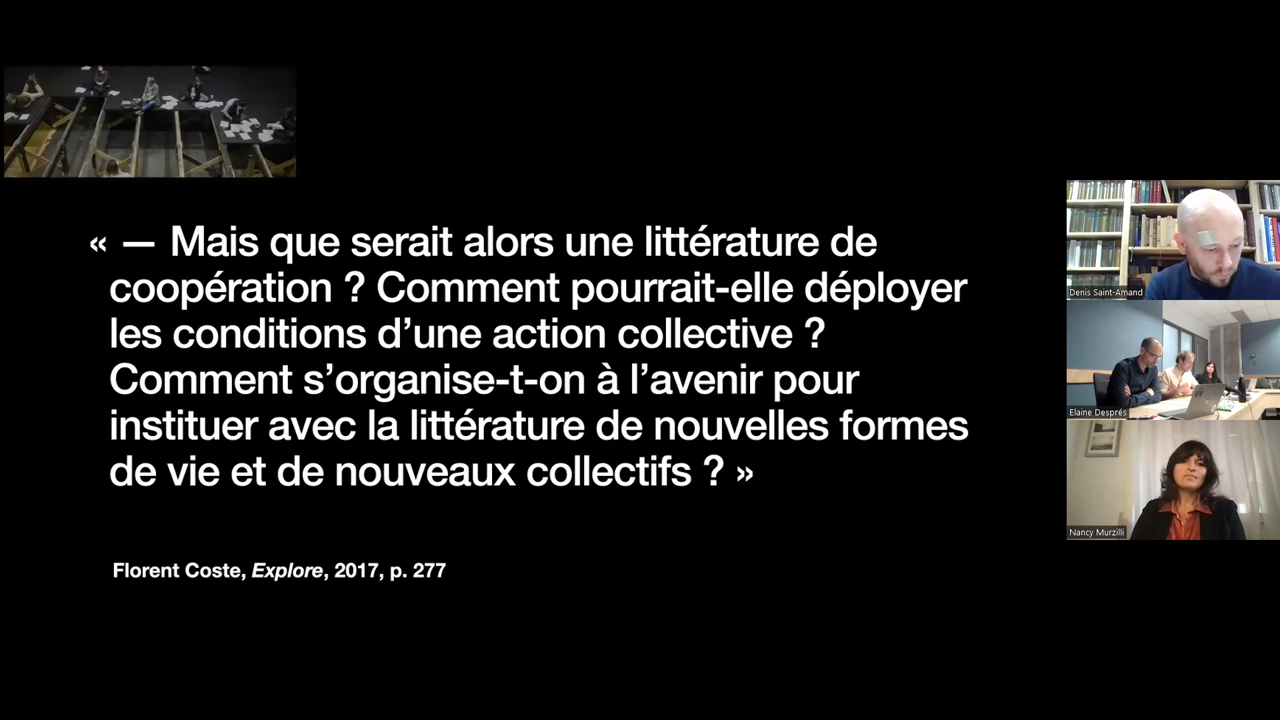 « — Mais que serait alors une littérature de
coopération ? Comment pourrait-elle déployer
les conditions d’une action collective ?
Comment s’organise-t-on à l’avenir pour
instituer avec la littérature de nouvelles formes
de vie et de nouveaux collectifs ? »
Florent Coste, Explore, 2017, p. 277
Denis Saint-Amand
Elaine Després
Nancy Murzilli